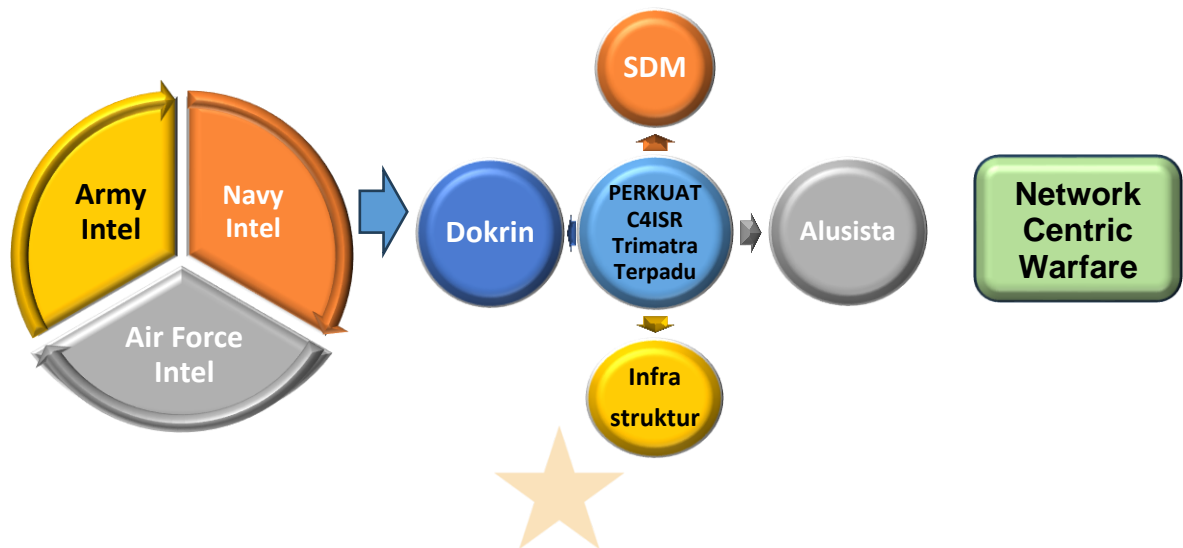 Army
Intel
Navy
Intel
Air Force
Intel
Dokrin
SDM
PERKUAT
C4ISR
Trimatra
Terpadu
Alusista
Infra
struktur
Network
Centric
Warfare